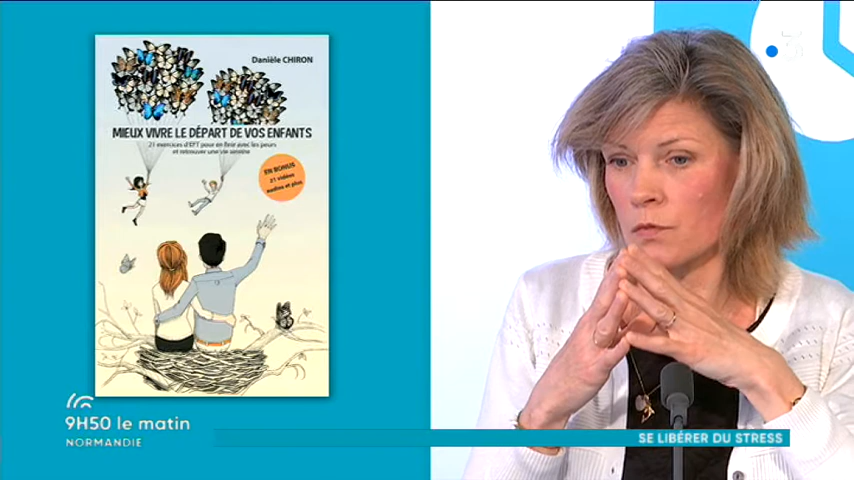 Danièle CHIRON
MIEUX VIVRE LE DÉPART DE VOS ENFANTS
21 exercices d'EFT pour en finir avec les peurs
et retrouver une vie sereine
EN BONUS
21 vidéos
audios et plus
9H50 le matin
NORMANDIE
SE LIBÉRER DU STRESS
3